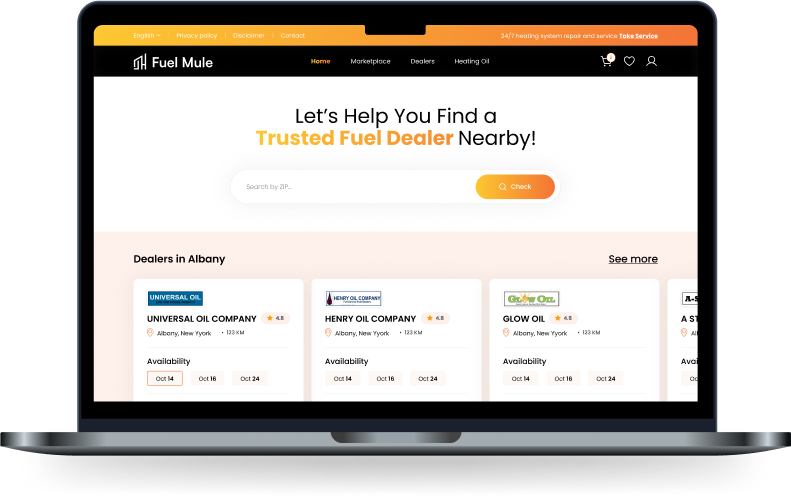 English Privacy policy Disclaimer Contact 24/7 heating system repair and service Take Service
Fuel Mule Home Marketplace Dealers Heating Oil
Let's Help You Find a
Trusted Fuel Dealer Nearby!
Search by ZIP... Check
Dealers in Albany See more
UNIVERSAL OIL HENRY OIL COMPANY GLOW OIL A-S
UNIVERSAL OIL COMPANY 4.8 HENRY OIL COMPANY 4.8 GLOW OIL 4.8 A ST
Albany, New Yyork • 123 KM Albany, New Yyork • 123 KM Albany, New Yyork • 123 KM Al
Availability Availability Availability Avail
Oct 14 Oct 16 Oct 24 Oct 14 Oct 16 Oct 24 Oct 14 Oct 16 Oct 24 Oc